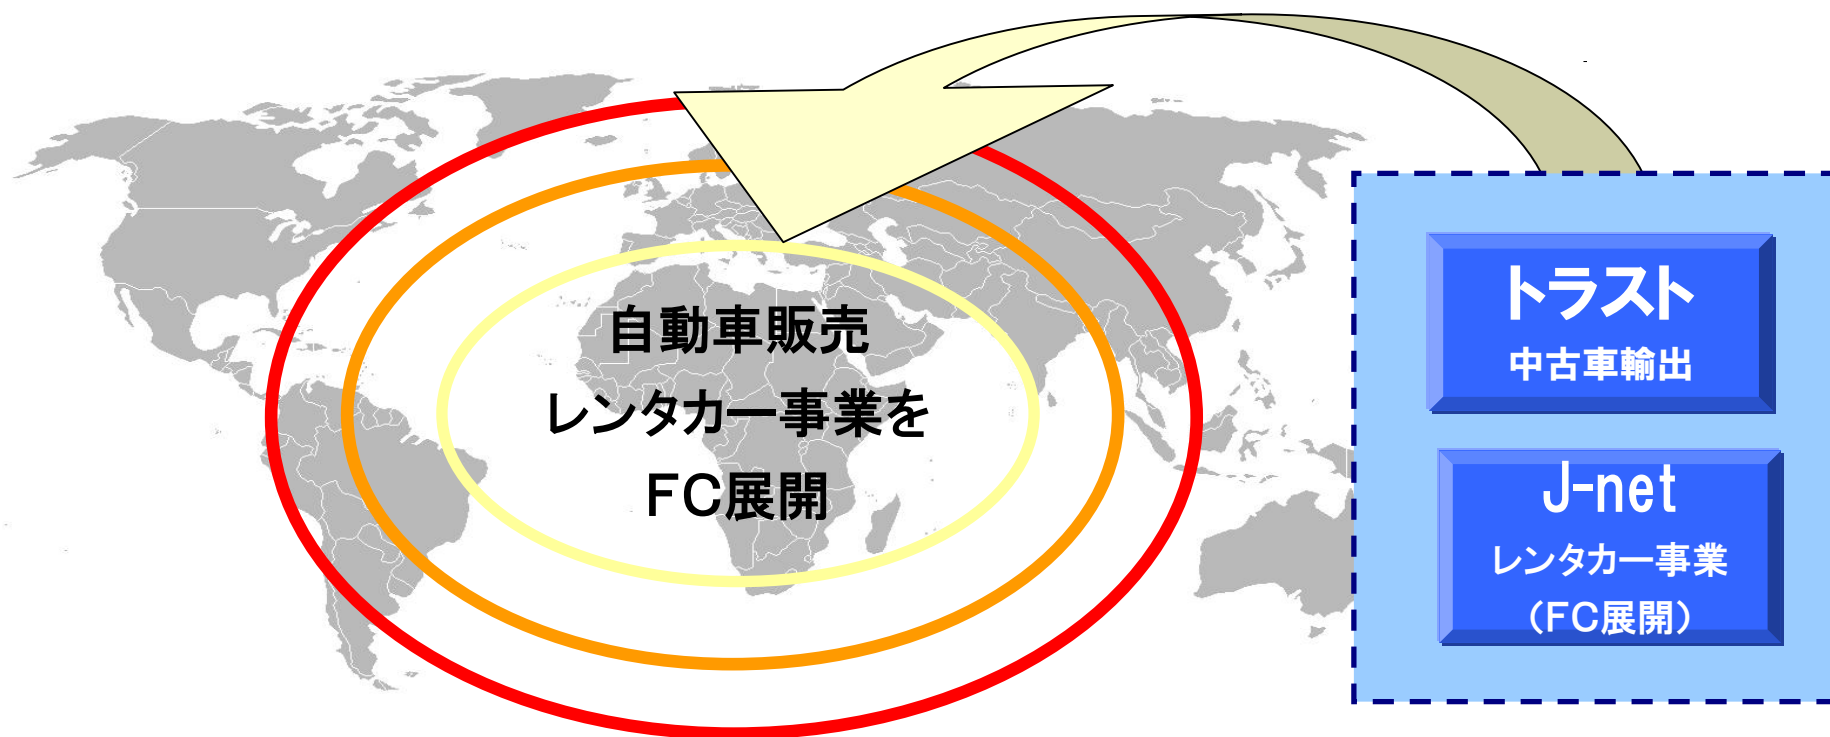 自動車販売
レンタカー事業を
FC展開
トラスト
中古車輸出
J-net
レンタカー事業
（FC展開）